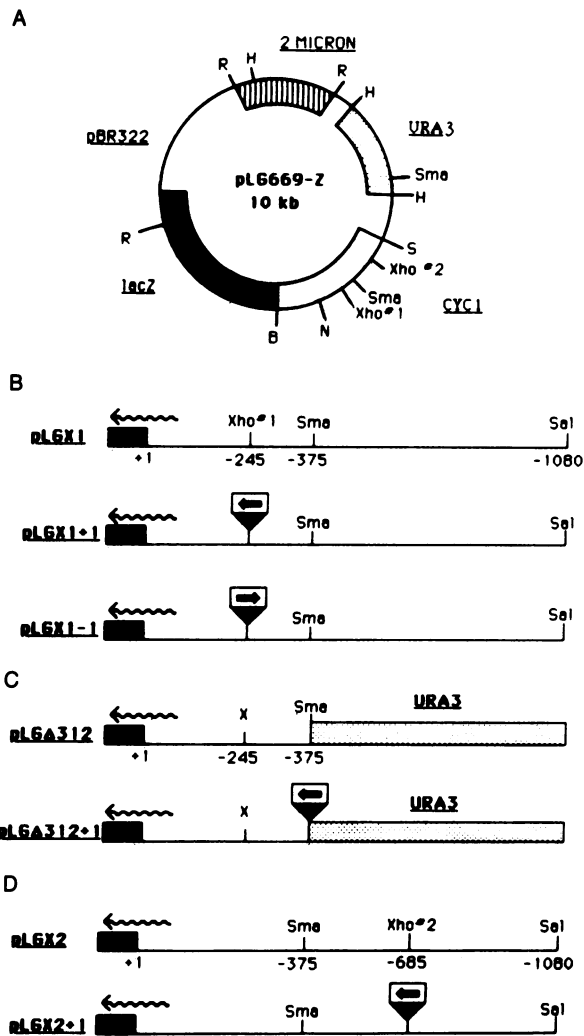 A
2 MICRON
R H R H
pBR322
URA3
pLG669-Z
10 kb
Sma
H
R
S
Xho #2
lacZ
Sma
Xho #1
CYC1
B N
B
Xho #1 Sma Sal
pLGX1
+1 -245 -375 -1080
pLGX1+1 Sma Sal
pLGX1-1 Sma Sal
C
X Sma URA3
pLGΔ312
+1 -245 -375
X URA3
pLGΔ312+1
D
Sma Xho #2 Sal
pLGX2
+1 -375 -685 -1080
pLGX2+1 Sma Sal